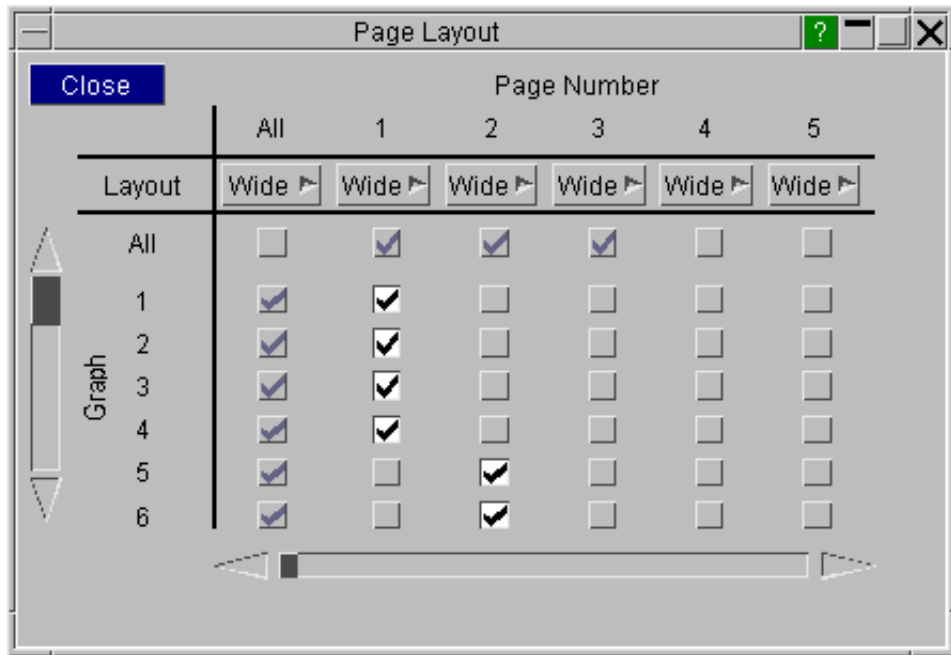 Page Layout ?
Close Page Number
All 1 2 3 4 5
Layout Wide Wide Wide Wide Wide Wide
All
1
2
Graph
3
4
5
6